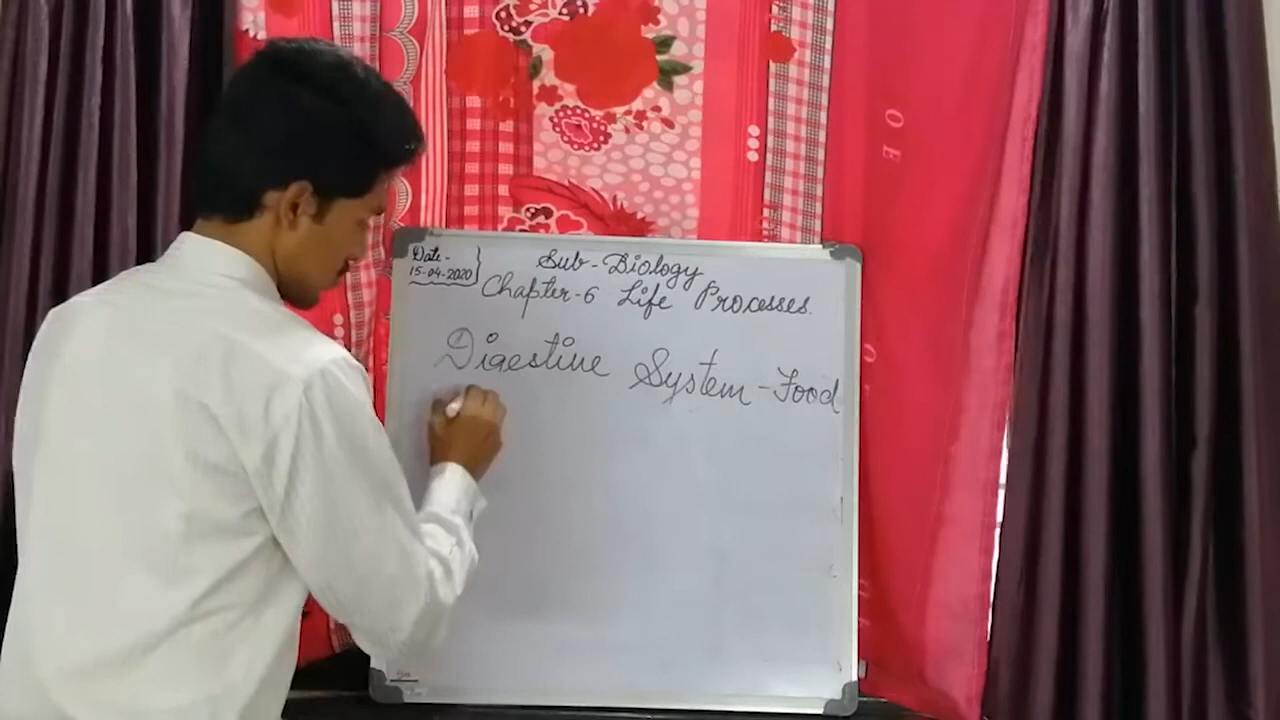 Date-
15-04-2020
Sub-Biology
Chapter-6 Life Processes.
Digestive System-Food